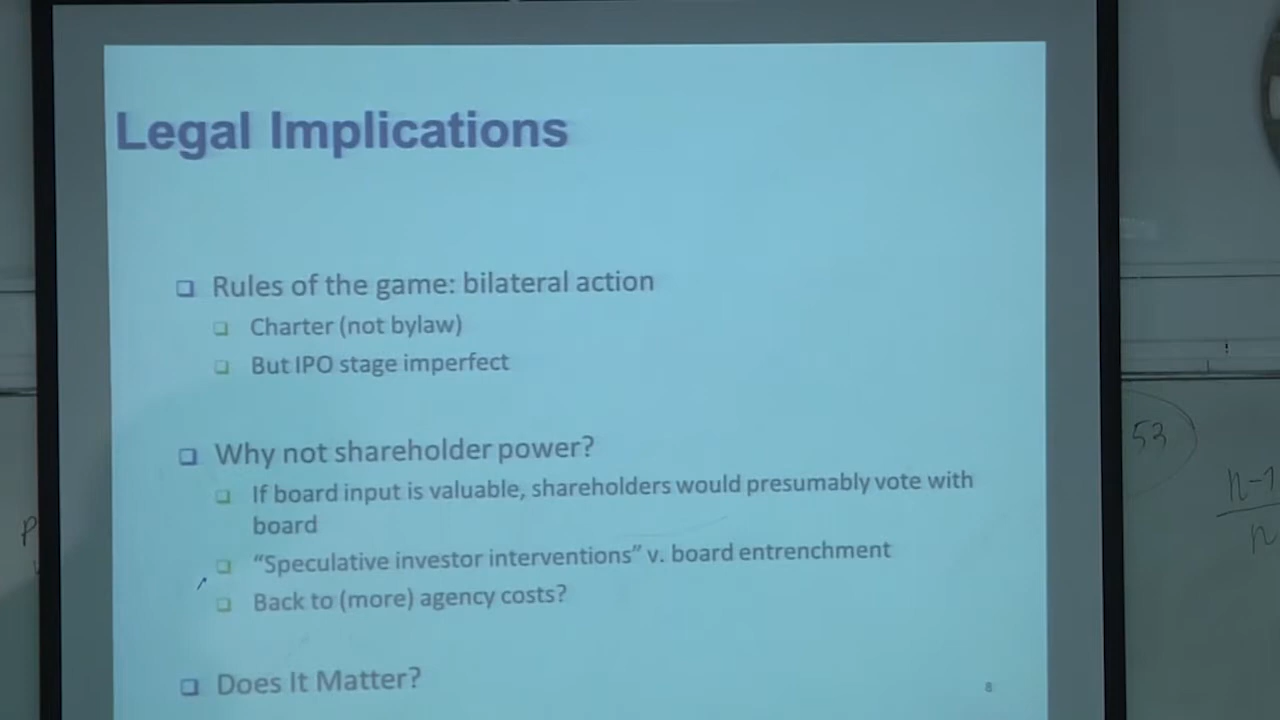 Legal Implications
Rules of the game: bilateral action
Charter (not bylaw)
But IPO stage imperfect
Why not shareholder power?
If board input is valuable, shareholders would presumably vote with
board
"Speculative investor interventions" v. board entrenchment
Back to (more) agency costs?
Does It Matter?
8
53
n-1
n
P